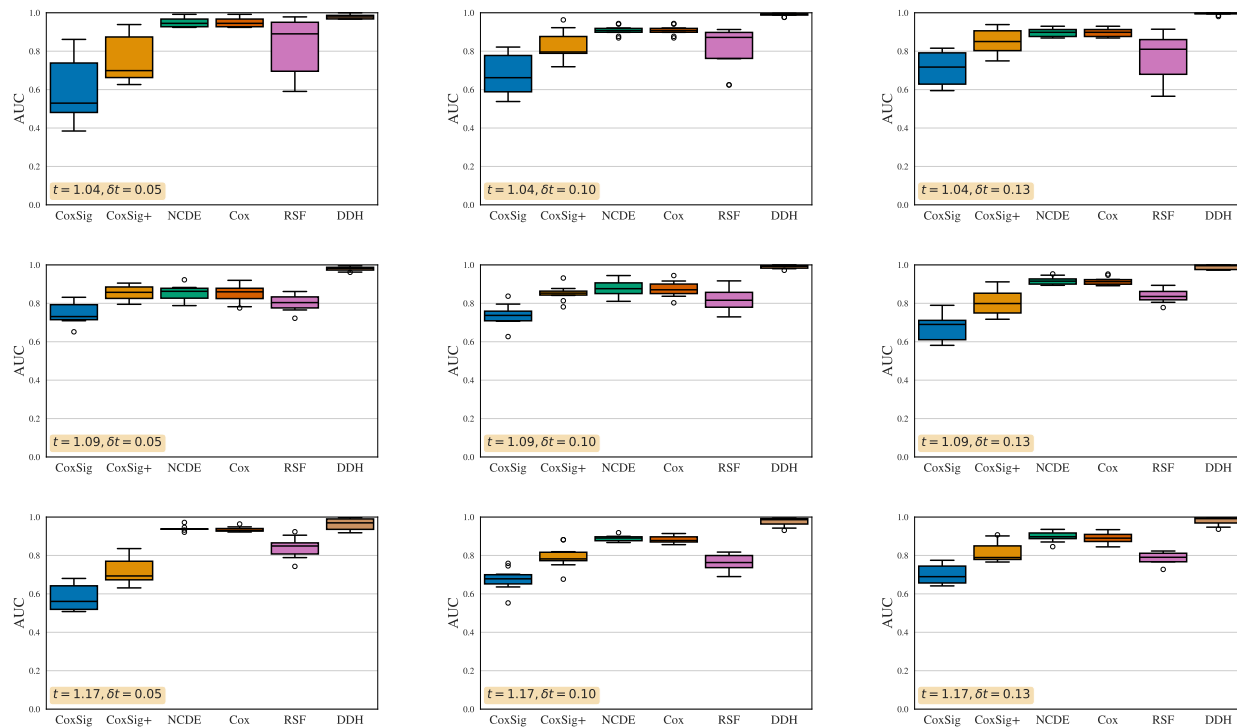 1.0
0.8
0.6
0.4
0.2
0.0
AUC
t = 1.04, δt = 0.05
CoxSig CoxSig+ NCDE Cox RSF DDH
1.0
0.8
0.6
0.4
0.2
0.0
AUC
t = 1.04, δt = 0.10
CoxSig CoxSig+ NCDE Cox RSF DDH
1.0
0.8
0.6
0.4
0.2
0.0
AUC
t = 1.04, δt = 0.13
CoxSig CoxSig+ NCDE Cox RSF DDH
1.0
0.8
0.6
0.4
0.2
0.0
AUC
t = 1.09, δt = 0.05
CoxSig CoxSig+ NCDE Cox RSF DDH
1.0
0.8
0.6
0.4
0.2
0.0
AUC
t = 1.09, δt = 0.10
CoxSig CoxSig+ NCDE Cox RSF DDH
1.0
0.8
0.6
0.4
0.2
0.0
AUC
t = 1.09, δt = 0.13
CoxSig CoxSig+ NCDE Cox RSF DDH
1.0
0.8
0.6
0.4
0.2
0.0
AUC
t = 1.17, δt = 0.05
CoxSig CoxSig+ NCDE Cox RSF DDH
1.0
0.8
0.6
0.4
0.2
0.0
AUC
t = 1.17, δt = 0.10
CoxSig CoxSig+ NCDE Cox RSF DDH
1.0
0.8
0.6
0.4
0.2
0.0
AUC
t = 1.17, δt = 0.13
CoxSig CoxSig+ NCDE Cox RSF DDH